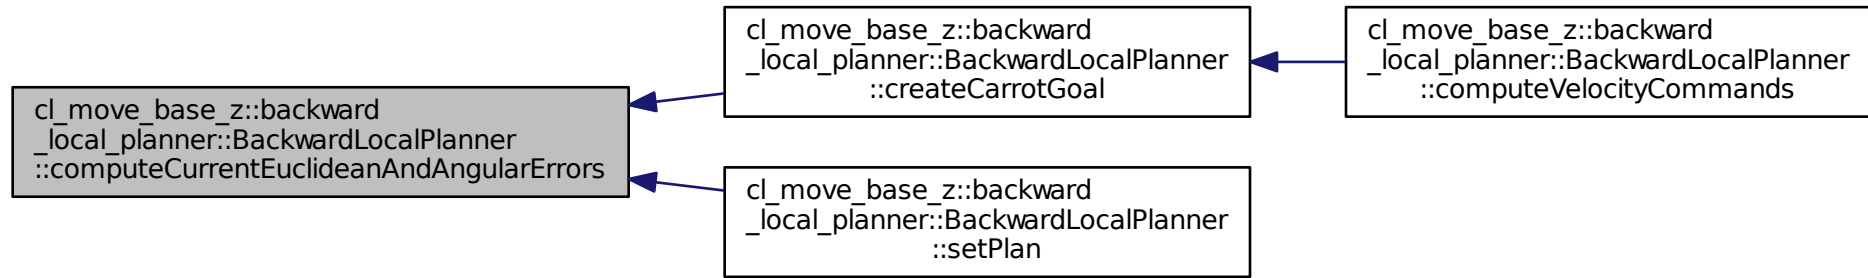 cl_move_base_z::backward
_local_planner::BackwardLocalPlanner
::computeCurrentEuclideanAndAngularErrors
cl_move_base_z::backward
_local_planner::BackwardLocalPlanner
::createCarrotGoal
cl_move_base_z::backward
_local_planner::BackwardLocalPlanner
::computeVelocityCommands
cl_move_base_z::backward
_local_planner::BackwardLocalPlanner
::setPlan